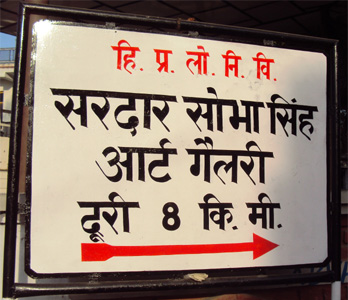 हि. प्र. लो. नि. वि.
सरदार सोभा सिंह
आर्ट गैलरी
दूरी 8 कि. मी.